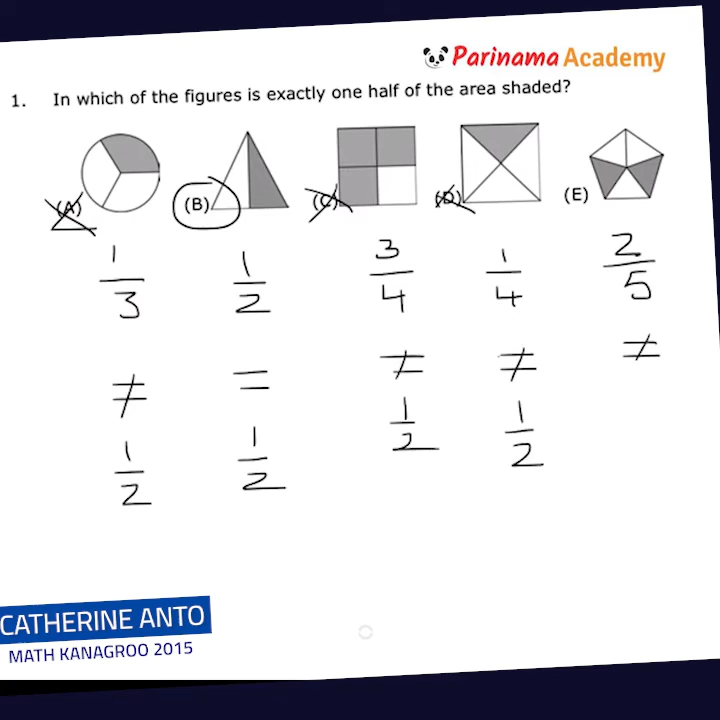 Parinama Academy
1. In which of the figures is exactly one half of the area shaded?
(A) (B) (C) (D) (E)
1/3 1/2 3/4 1/4 2/5
≠ = ≠ ≠ ≠
1/2 1/2 1/2 1/2
CATHERINE ANTO
MATH KANAGROO 2015